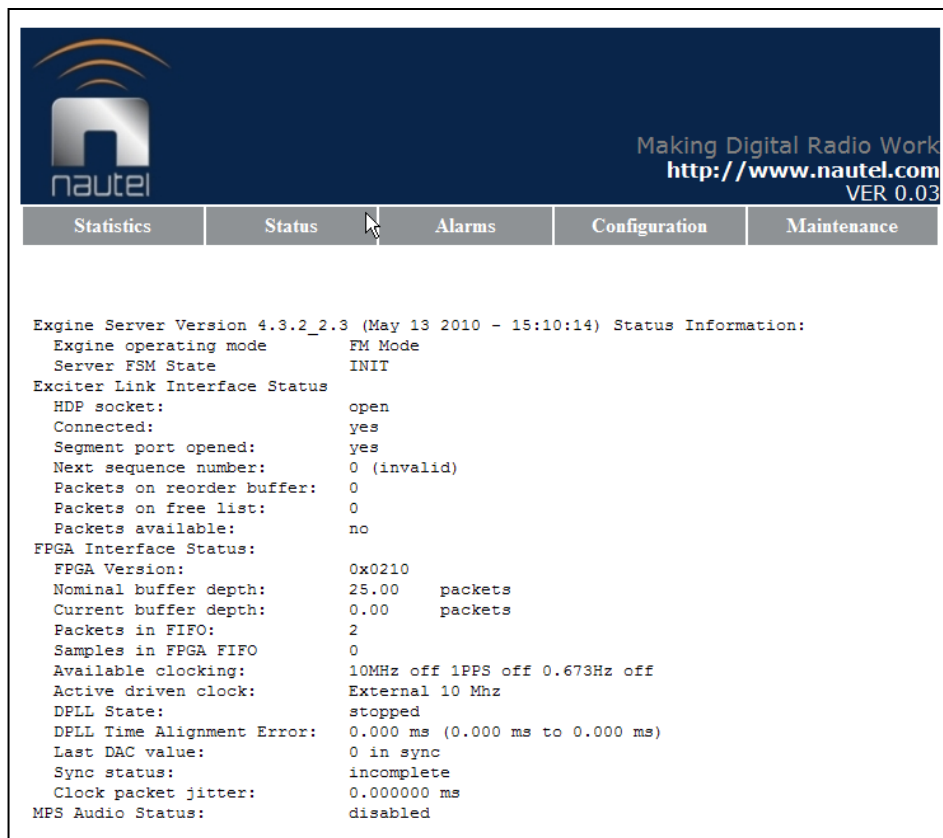 nautel
Making Digital Radio Work
http://www.nautel.com
VER 0.03
Statistics Status Alarms Configuration Maintenance
Exgine Server Version 4.3.2_2.3 (May 13 2010 - 15:10:14) Status Information:
Exgine operating mode FM Mode
Server FSM State INIT
Exciter Link Interface Status
HDP socket: open
Connected: yes
Segment port opened: yes
Next sequence number: 0 (invalid)
Packets on reorder buffer: 0
Packets on free list: 0
Packets available: no
FPGA Interface Status:
FPGA Version: 0x0210
Nominal buffer depth: 25.00 packets
Current buffer depth: 0.00 packets
Packets in FIFO: 2
Samples in FPGA FIFO 0
Available clocking: 10MHz off 1PPS off 0.673Hz off
Active driven clock: External 10 Mhz
DPLL State: stopped
DPLL Time Alignment Error: 0.000 ms (0.000 ms to 0.000 ms)
Last DAC value: 0 in sync
Sync status: incomplete
Clock packet jitter: 0.000000 ms
MPS Audio Status: disabled